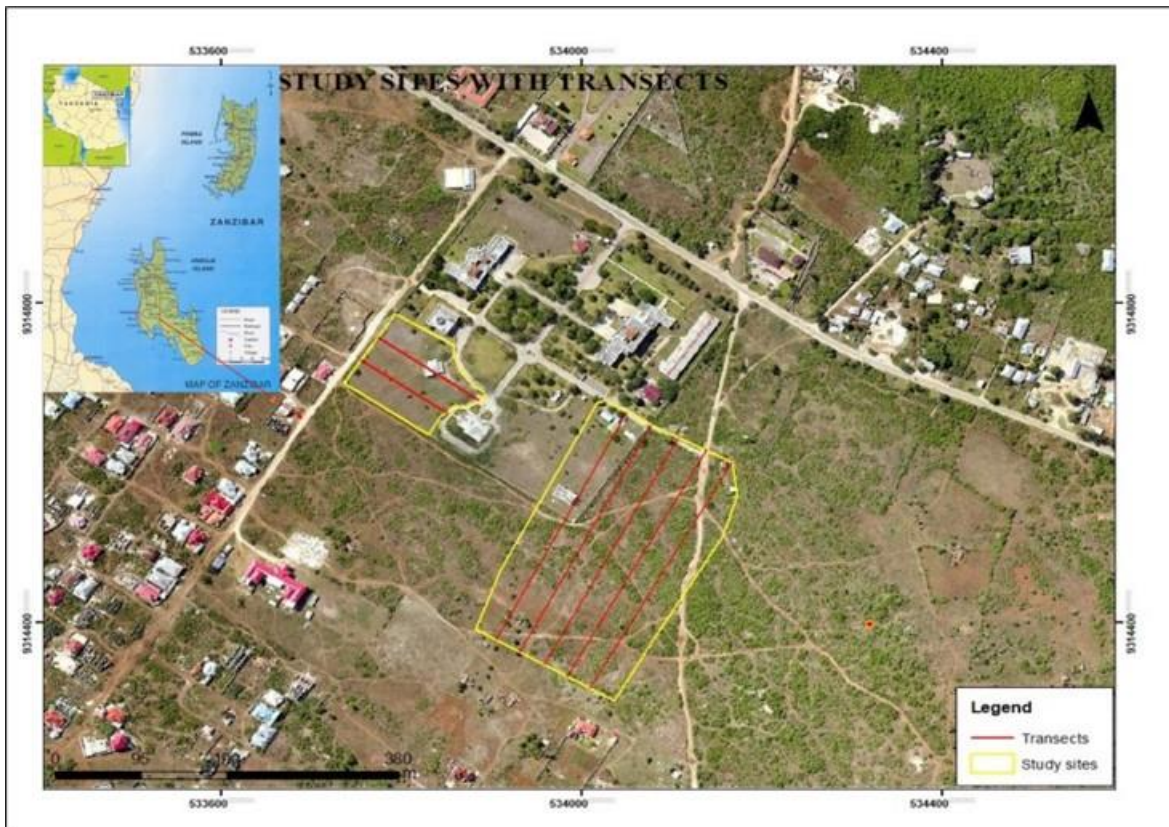 533600 534000 534400
STUDY SITES WITH TRANSECTS
TANZANIA
PEMBA
ISLAND
ZANZIBAR
UNGUJA
ISLAND
LEGEND
MAP OF ZANZIBAR
9314800 9314800
9314400 9314400
Legend
Transects
Study sites
0 95 190 380
m
533600 534000 534400